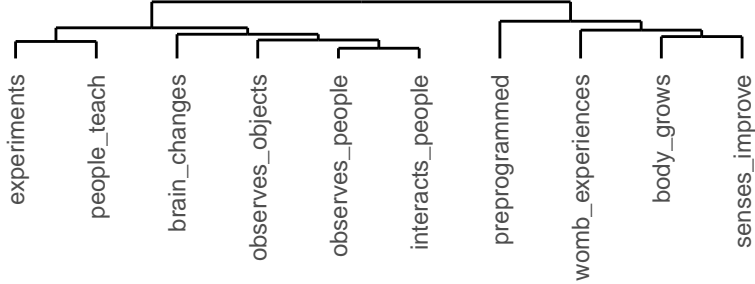 experiments
people_teach
brain_changes
observes_objects
observes_people
interacts_people
preprogrammed
womb_experiences
body_grows
senses_improve